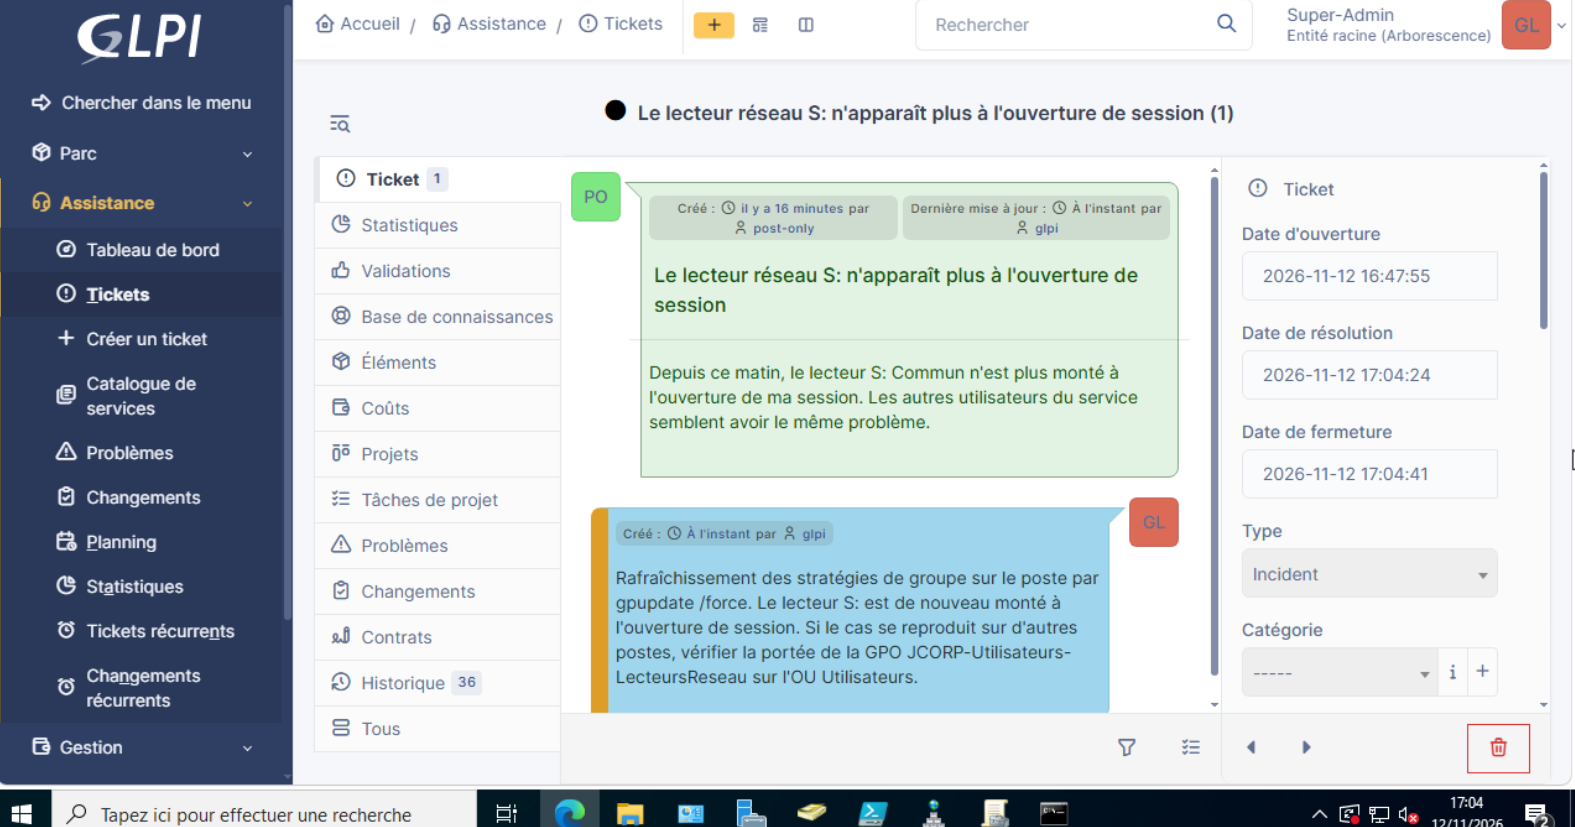 GLPI
Chercher dans le menu
Parc
Assistance
Tableau de bord
Tickets
Créer un ticket
Catalogue de
services
Problèmes
Changements
Planning
Statistiques
Tickets récurrents
Changements
récurrents
Gestion
Accueil / Assistance / Tickets
+
Rechercher
Super-Admin
Entité racine (Arborescence)
GL
Le lecteur réseau S: n'apparaît plus à l'ouverture de session (1)
Ticket 1
Statistiques
Validations
Base de connaissances
Éléments
Coûts
Projets
Tâches de projet
Problèmes
Changements
Contrats
Historique 36
Tous
PO
Créé : il y a 16 minutes par
post-only
Dernière mise à jour : À l'instant par
glpi
Le lecteur réseau S: n'apparaît plus à l'ouverture de
session
Depuis ce matin, le lecteur S: Commun n'est plus monté à
l'ouverture de ma session. Les autres utilisateurs du service
semblent avoir le même problème.
GL
Créé : À l'instant par glpi
Rafraîchissement des stratégies de groupe sur le poste par
gpupdate /force. Le lecteur S: est de nouveau monté à
l'ouverture de session. Si le cas se reproduit sur d'autres
postes, vérifier la portée de la GPO JCORP-Utilisateurs-
LecteursReseau sur l'OU Utilisateurs.
Ticket
Date d'ouverture
2026-11-12 16:47:55
Date de résolution
2026-11-12 17:04:24
Date de fermeture
2026-11-12 17:04:41
Type
Incident
Catégorie
-----
i
+
Tapez ici pour effectuer une recherche
17:04
12/11/2026
2